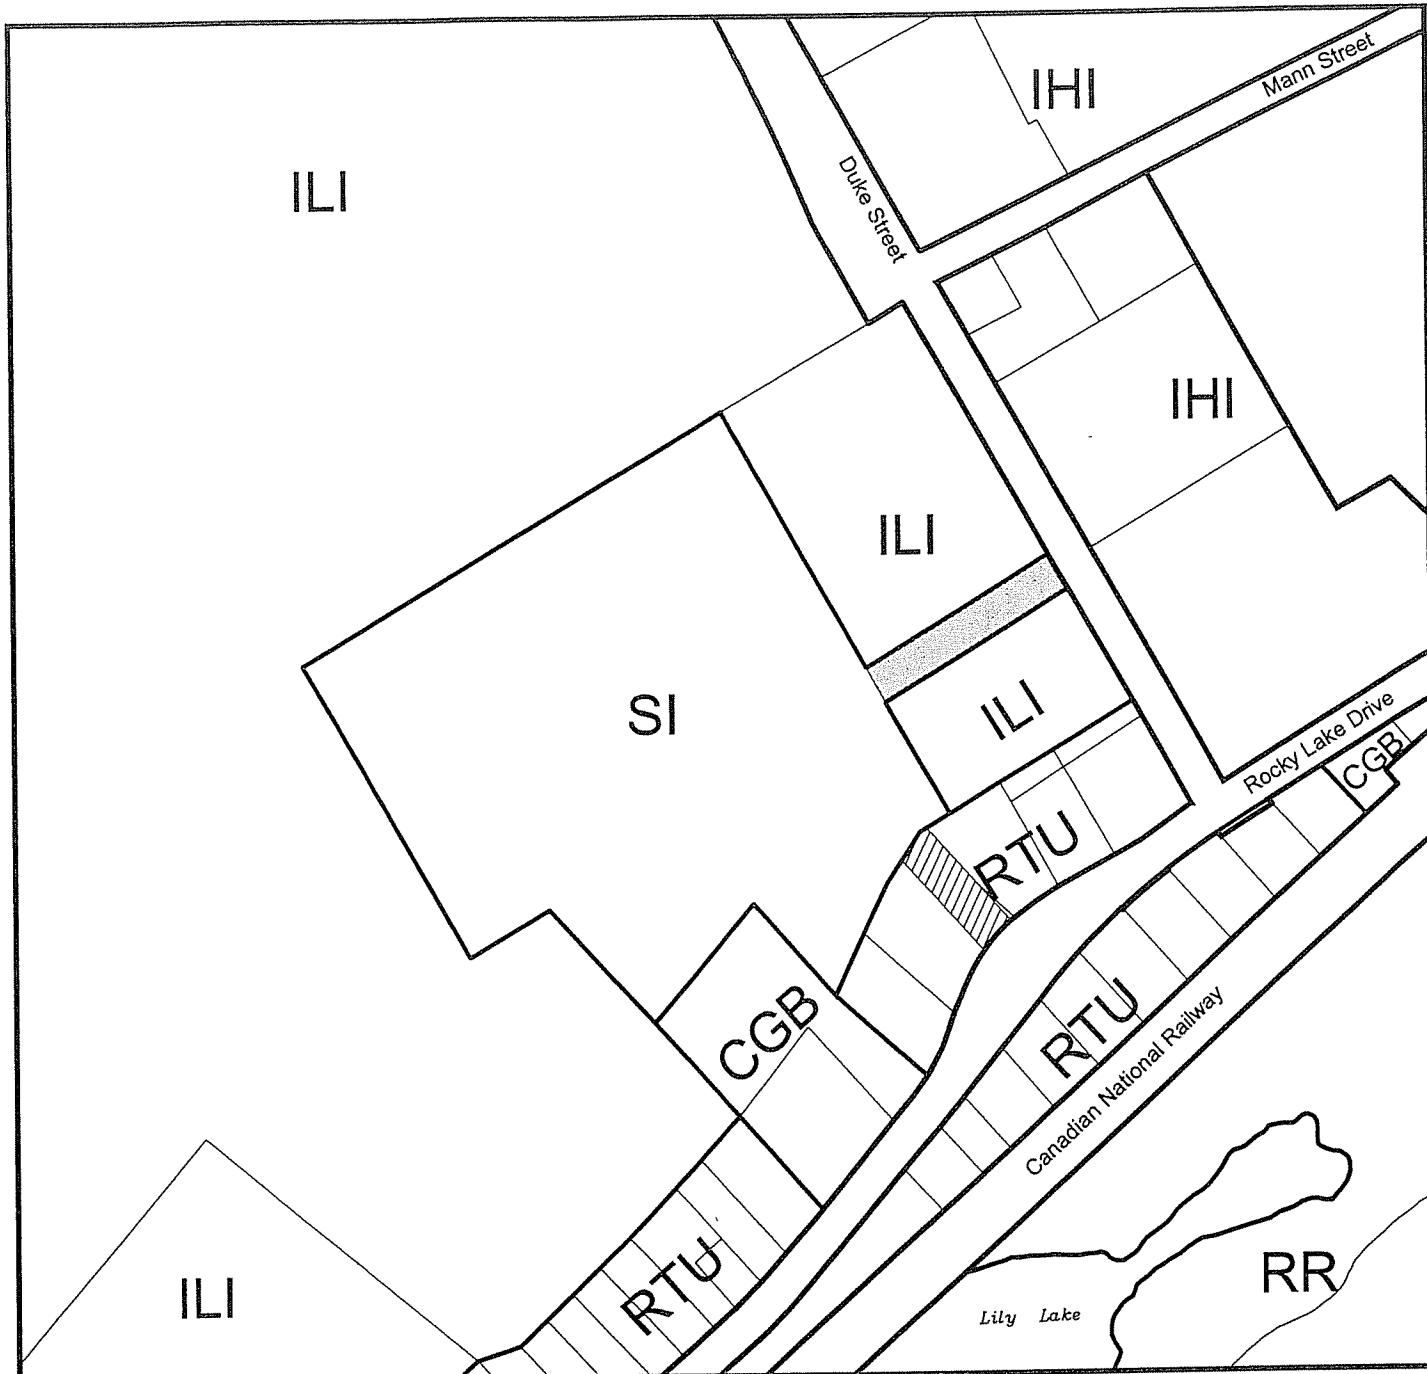 IHI
Mann Street
ILI
Duke Street
IHI
ILI
SI
ILI
Rocky Lake Drive
CGB
RTU
CGB
RTU
Canadian National Railway
RTU
ILI
RR
Lily Lake